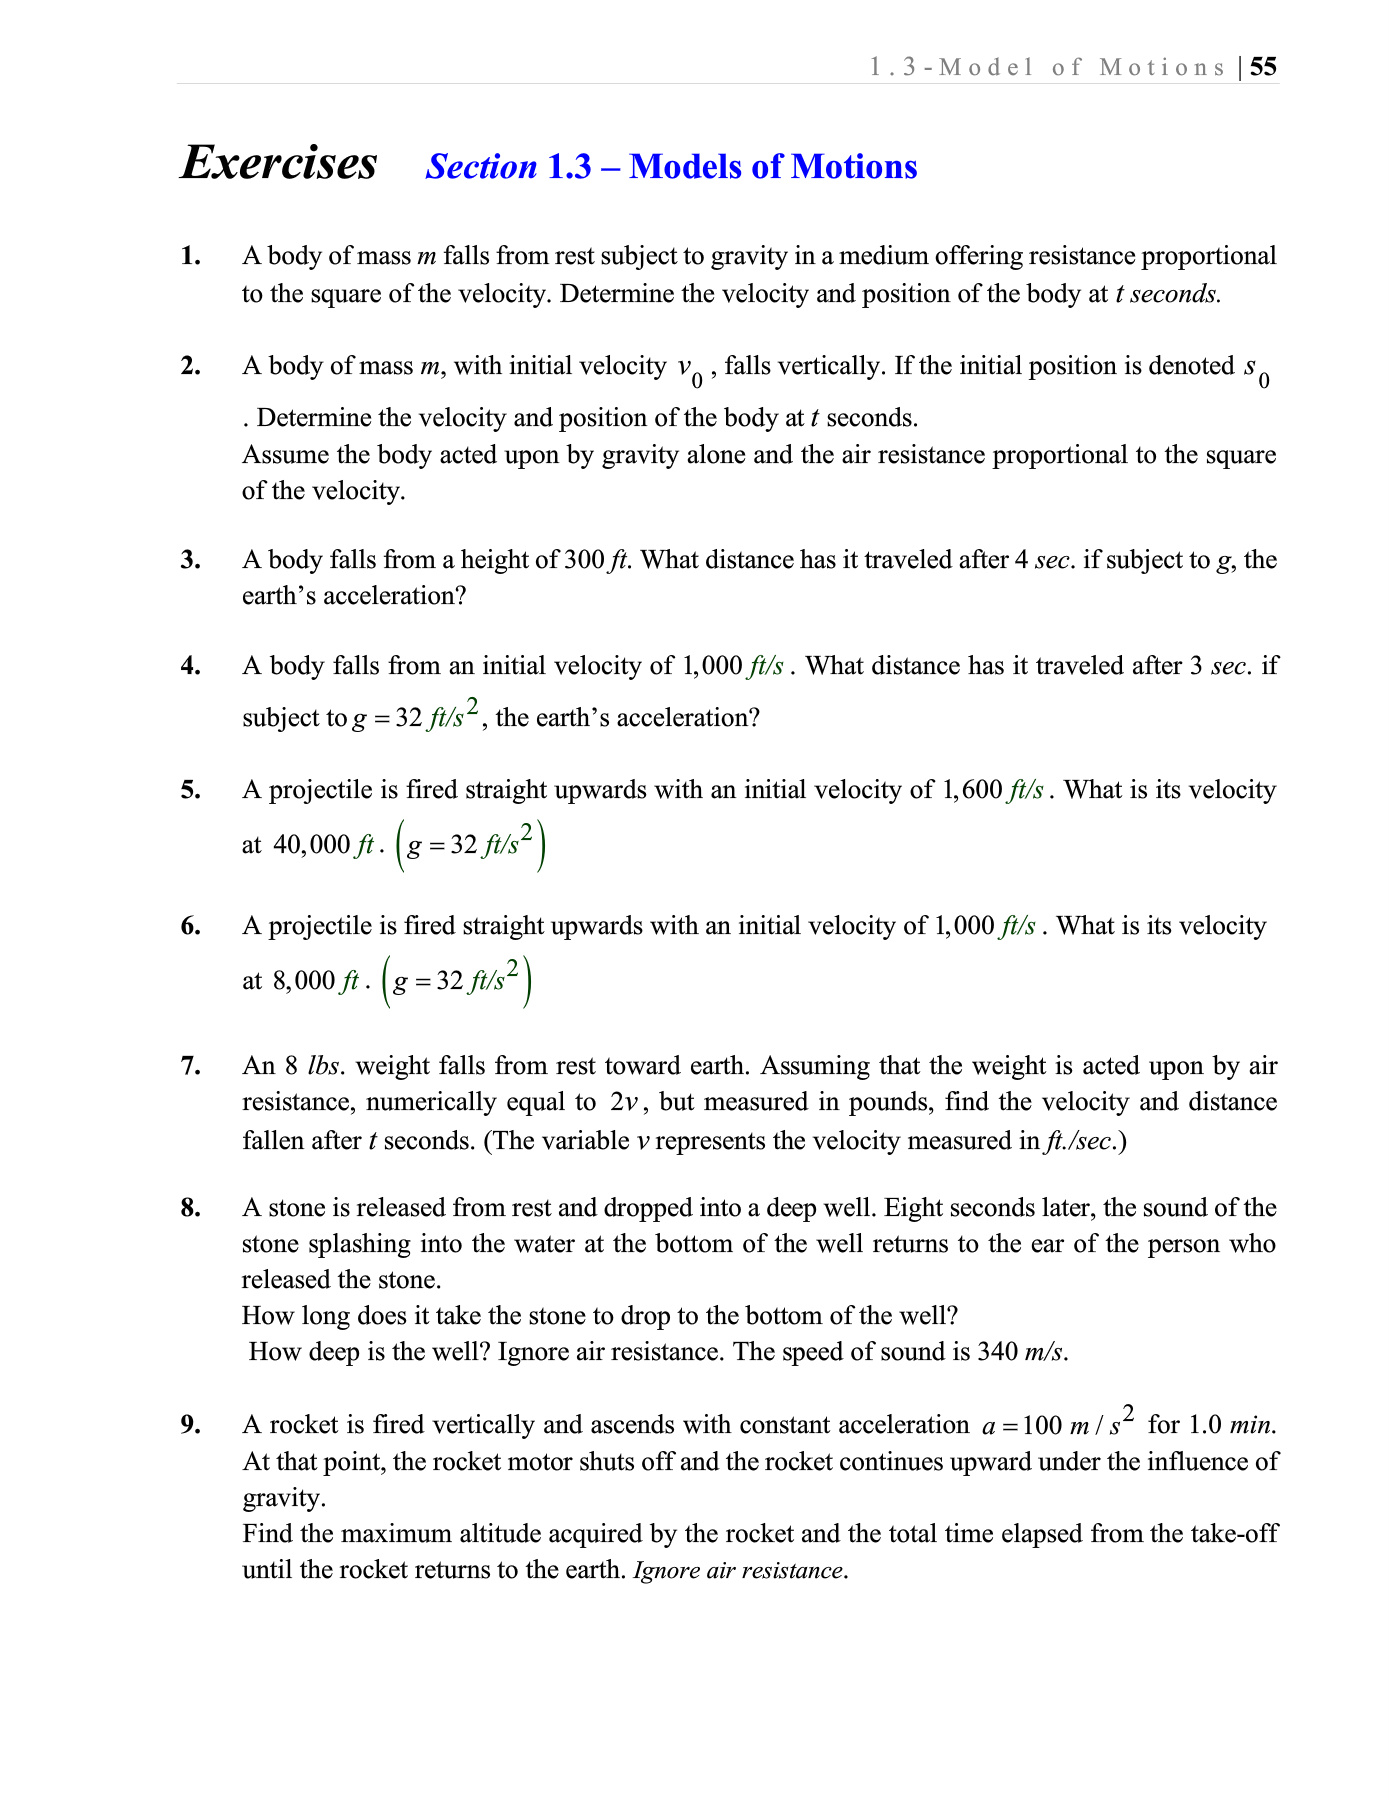 1.3-Model of Motions | 55
Exercises Section 1.3 – Models of Motions
1. A body of mass m falls from rest subject to gravity in a medium offering resistance proportional
to the square of the velocity. Determine the velocity and position of the body at t seconds.
2. A body of mass m, with initial velocity v₀ , falls vertically. If the initial position is denoted s₀
. Determine the velocity and position of the body at t seconds.
Assume the body acted upon by gravity alone and the air resistance proportional to the square
of the velocity.
3. A body falls from a height of 300 ft. What distance has it traveled after 4 sec. if subject to g, the
earth’s acceleration?
4. A body falls from an initial velocity of 1,000 ft/s . What distance has it traveled after 3 sec. if
subject to g = 32 ft/s² , the earth’s acceleration?
5. A projectile is fired straight upwards with an initial velocity of 1,600 ft/s . What is its velocity
at 40,000 ft . (g = 32 ft/s²)
6. A projectile is fired straight upwards with an initial velocity of 1,000 ft/s . What is its velocity
at 8,000 ft . (g = 32 ft/s²)
7. An 8 lbs. weight falls from rest toward earth. Assuming that the weight is acted upon by air
resistance, numerically equal to 2v , but measured in pounds, find the velocity and distance
fallen after t seconds. (The variable v represents the velocity measured in ft./sec.)
8. A stone is released from rest and dropped into a deep well. Eight seconds later, the sound of the
stone splashing into the water at the bottom of the well returns to the ear of the person who
released the stone.
How long does it take the stone to drop to the bottom of the well?
How deep is the well? Ignore air resistance. The speed of sound is 340 m/s.
9. A rocket is fired vertically and ascends with constant acceleration a = 100 m / s² for 1.0 min.
At that point, the rocket motor shuts off and the rocket continues upward under the influence of
gravity.
Find the maximum altitude acquired by the rocket and the total time elapsed from the take-off
until the rocket returns to the earth. Ignore air resistance.